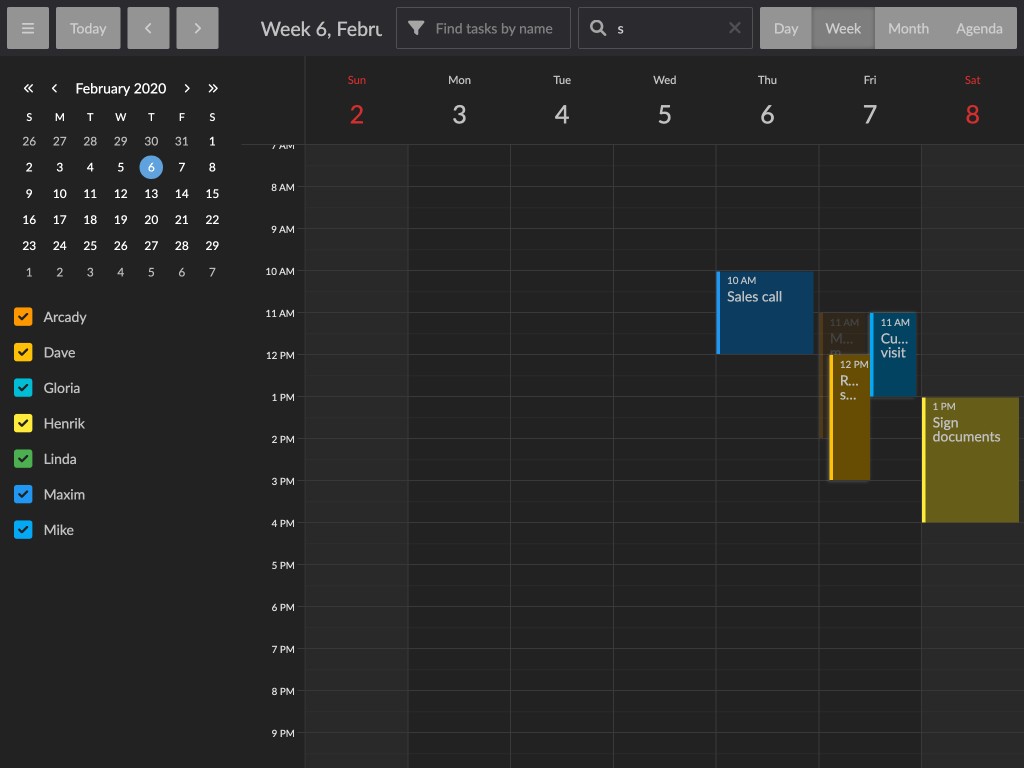 Today
Week 6, Febru
Find tasks by name
s
Day
Week
Month
Agenda
February 2020
S M T W T F S
26 27 28 29 30 31 1
2 3 4 5 6 7 8
9 10 11 12 13 14 15
16 17 18 19 20 21 22
23 24 25 26 27 28 29
1 2 3 4 5 6 7
Arcady
Dave
Gloria
Henrik
Linda
Maxim
Mike
Sun Mon Tue Wed Thu Fri Sat
2 3 4 5 6 7 8
7 AM
8 AM
9 AM
10 AM
11 AM
12 PM
1 PM
2 PM
3 PM
4 PM
5 PM
6 PM
7 PM
8 PM
9 PM
10 AM
Sales call
11 AM
M...
12 PM
R...
s...
11 AM
Cu...
visit
1 PM
Sign
documents